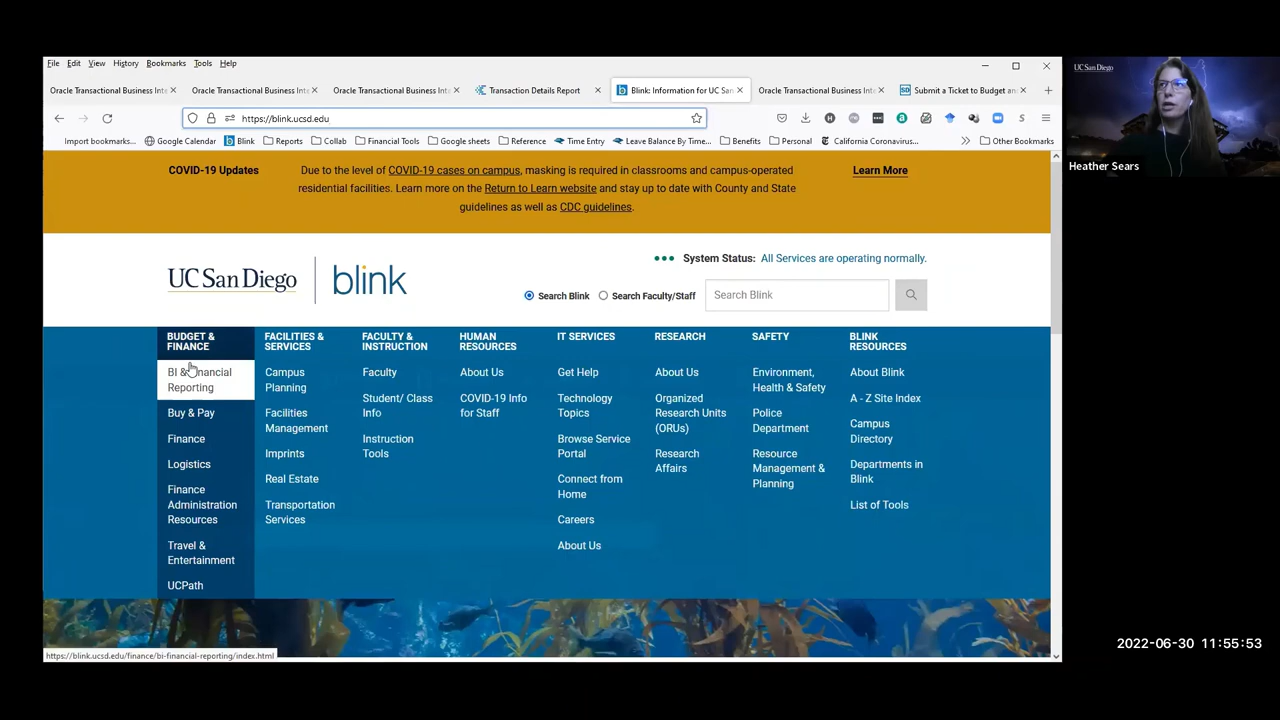 File Edit View History Bookmarks Tools Help
Oracle Transactional Business Inte
Oracle Transactional Business Inte
Oracle Transactional Business Inte
Transaction Details Report
Blink: Information for UC San
Oracle Transactional Business Inte
Submit a Ticket to Budget and
https://blink.ucsd.edu
Import bookmarks... Google Calendar Blink Reports Collab Financial Tools Google sheets Reference Time Entry Leave Balance By Time... Benefits Personal California Coronavirus... Other Bookmarks
COVID-19 Updates
Due to the level of COVID-19 cases on campus, masking is required in classrooms and campus-operated
residential facilities. Learn more on the Return to Learn website and stay up to date with County and State
guidelines as well as CDC guidelines.
Learn More
UC San Diego
blink
System Status: All Services are operating normally.
Search Blink
Search Faculty/Staff
Search Blink
BUDGET &
FINANCE
BI & Financial
Reporting
Buy & Pay
Finance
Logistics
Finance
Administration
Resources
Travel &
Entertainment
UCPath
FACILITIES &
SERVICES
Campus
Planning
Facilities
Management
Imprints
Real Estate
Transportation
Services
FACULTY &
INSTRUCTION
Faculty
Student/ Class
Info
Instruction
Tools
HUMAN
RESOURCES
About Us
COVID-19 Info
for Staff
IT SERVICES
Get Help
Technology
Topics
Browse Service
Portal
Connect from
Home
Careers
About Us
RESEARCH
About Us
Organized
Research Units
(ORUs)
Research
Affairs
SAFETY
Environment,
Health & Safety
Police
Department
Resource
Management &
Planning
BLINK
RESOURCES
About Blink
A - Z Site Index
Campus
Directory
Departments in
Blink
List of Tools
https://blink.ucsd.edu/finance/bi-financial-reporting/index.html
UC San Diego
Heather Sears
2022-06-30 11:55:53